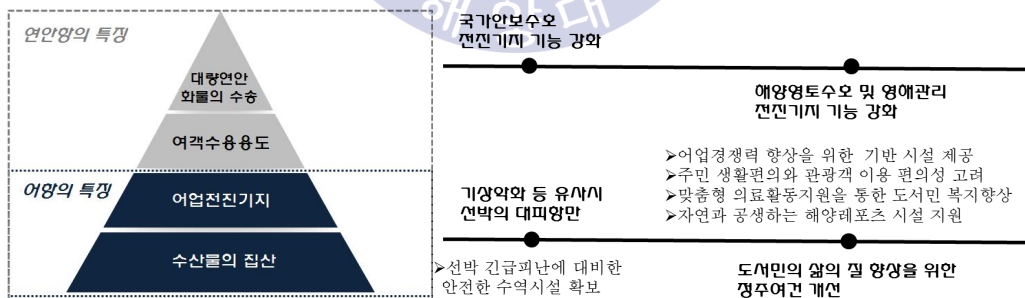 해양대
연안항의 특징
대량연안
화물의 수송
여객수용용도
어항의 특징
어업전진기지
수산물의 집산
국가안보수호
전진기지 기능 강화
해양영토수호 및 영해관리
전진기지 기능 강화
➢어업경쟁력 향상을 위한 기반 시설 제공
➢주민 생활편의와 관광객 이용 편의성 고려
➢맞춤형 의료활동지원을 통한 도서민 복지향상
➢자연과 공생하는 해양레포츠 시설 지원
기상악화 등 유사시
선박의 대피항만
➢선박 긴급피난에 대비한
안전한 수역시설 확보
도서민의 삶의 질 향상을 위한
정주여건 개선